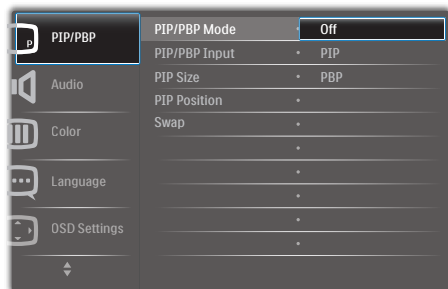 PIP/PBP
Audio
Color
Language
OSD Settings
PIP/PBP Mode
PIP/PBP Input
PIP Size
PIP Position
Swap
Off
PIP
PBP
P